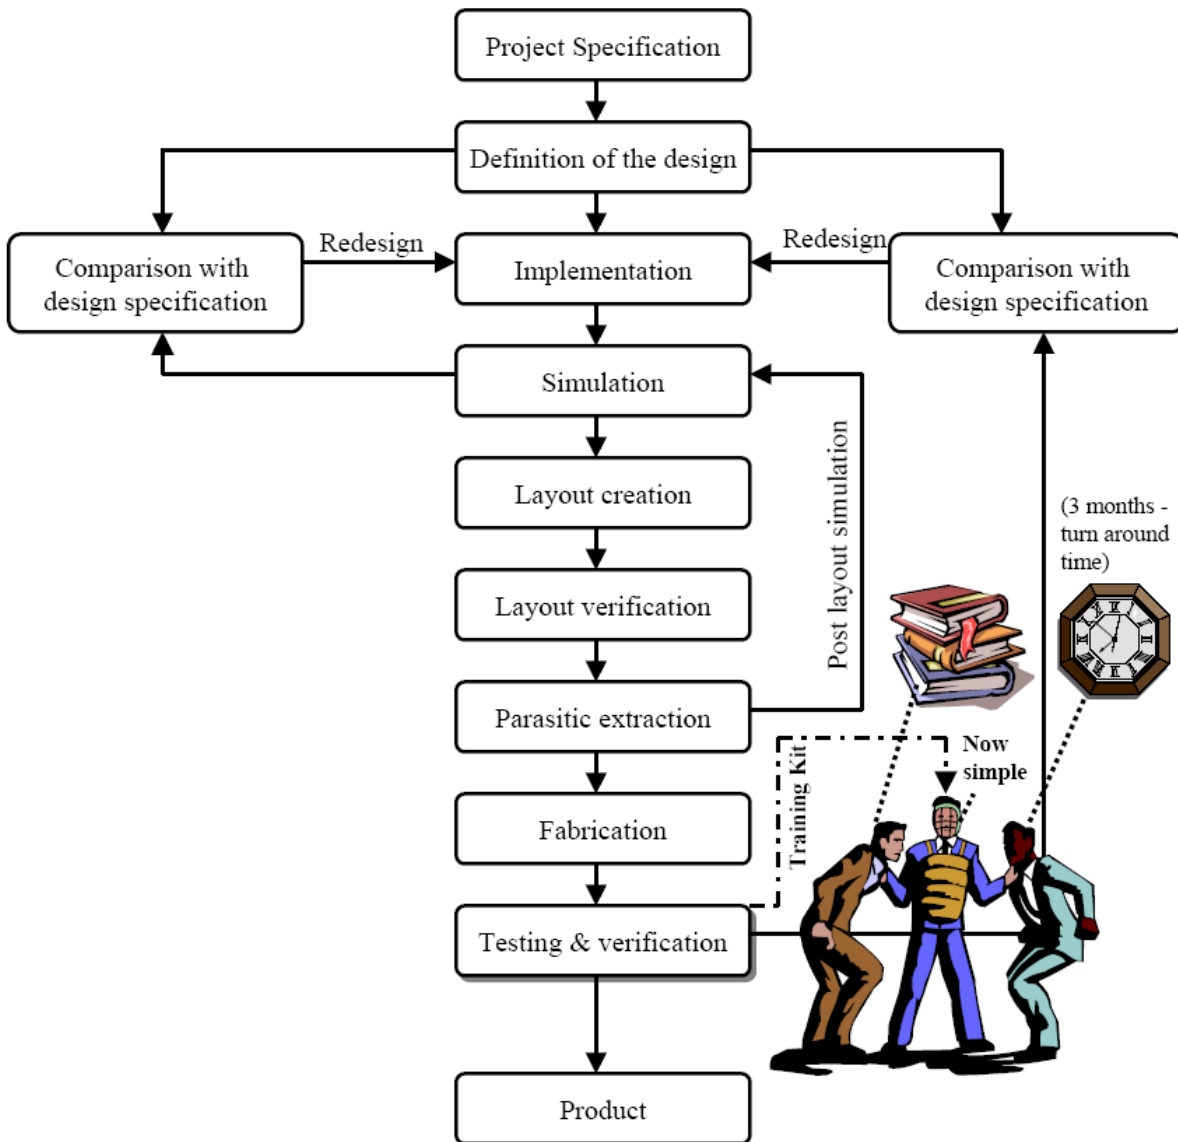 Project Specification
Definition of the design
Redesign
Redesign
Comparison with
design specification
Implementation
Comparison with
design specification
Simulation
Post layout simulation
Layout creation
(3 months -
turn around
time)
Layout verification
Parasitic extraction
Training Kit
Now
simple
Fabrication
Testing & verification
Product